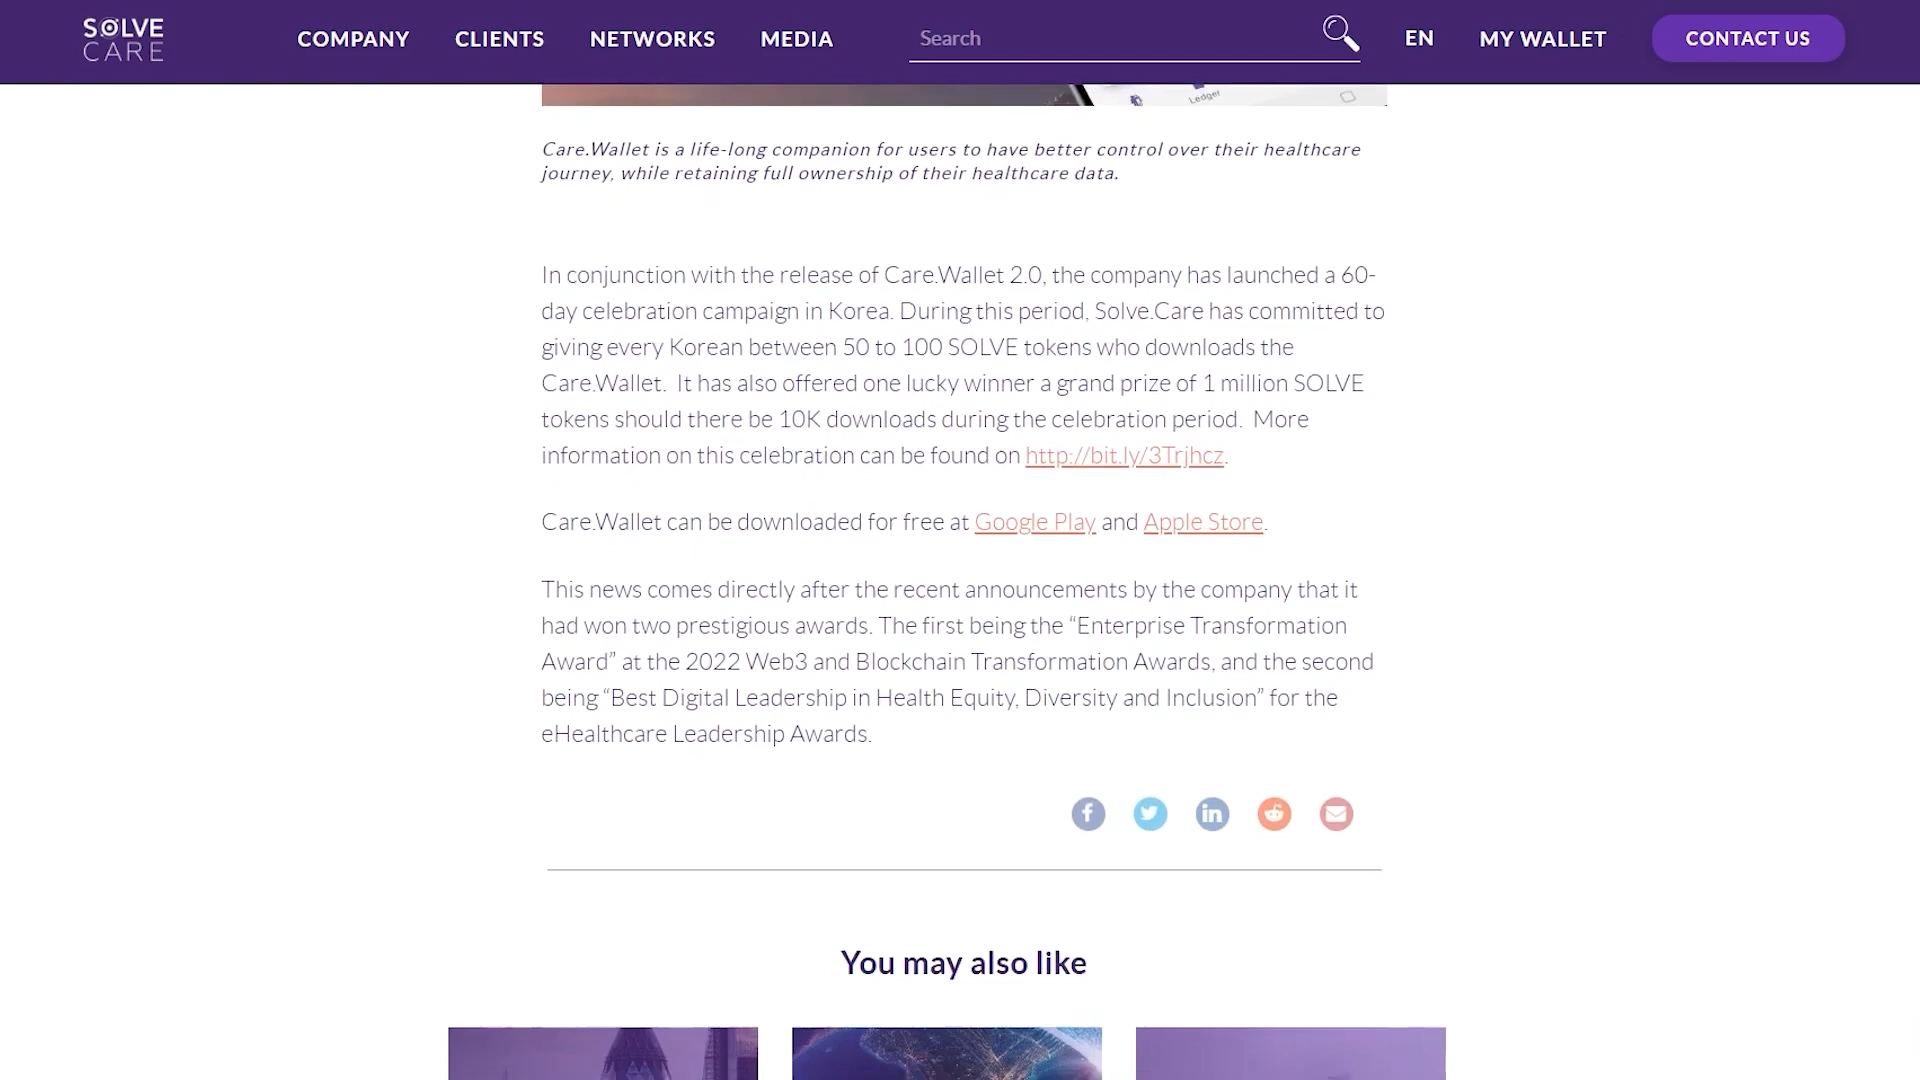 SOLVE
CARE
COMPANY
CLIENTS
NETWORKS
MEDIA
Search
EN
MY WALLET
CONTACT US
Ledger
Care.Wallet is a life-long companion for users to have better control over their healthcare
journey, while retaining full ownership of their healthcare data.
In conjunction with the release of Care.Wallet 2.0, the company has launched a 60-
day celebration campaign in Korea. During this period, Solve.Care has committed to
giving every Korean between 50 to 100 SOLVE tokens who downloads the
Care.Wallet.  It has also offered one lucky winner a grand prize of 1 million SOLVE
tokens should there be 10K downloads during the celebration period.  More
information on this celebration can be found on http://bit.ly/3Trjhcz.
Care.Wallet can be downloaded for free at Google Play and Apple Store.
This news comes directly after the recent announcements by the company that it
had won two prestigious awards. The first being the “Enterprise Transformation
Award” at the 2022 Web3 and Blockchain Transformation Awards, and the second
being “Best Digital Leadership in Health Equity, Diversity and Inclusion” for the
eHealthcare Leadership Awards.
You may also like